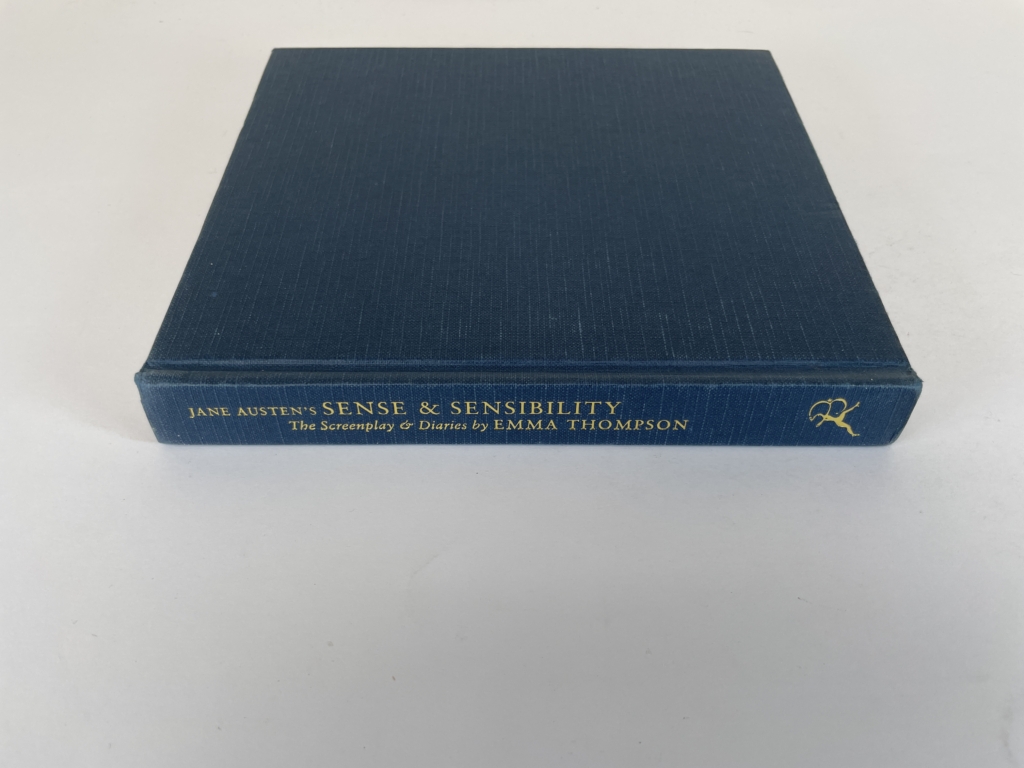 JANE AUSTEN'S SENSE & SENSIBILITY
The Screenplay & Diaries by EMMA THOMPSON